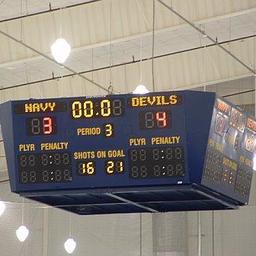 NAVY 00:0 DEVILS
3 PERIOD 3 4
PLYR PENALTY PLYR PENALTY
SHOTS ON GOAL
16 21